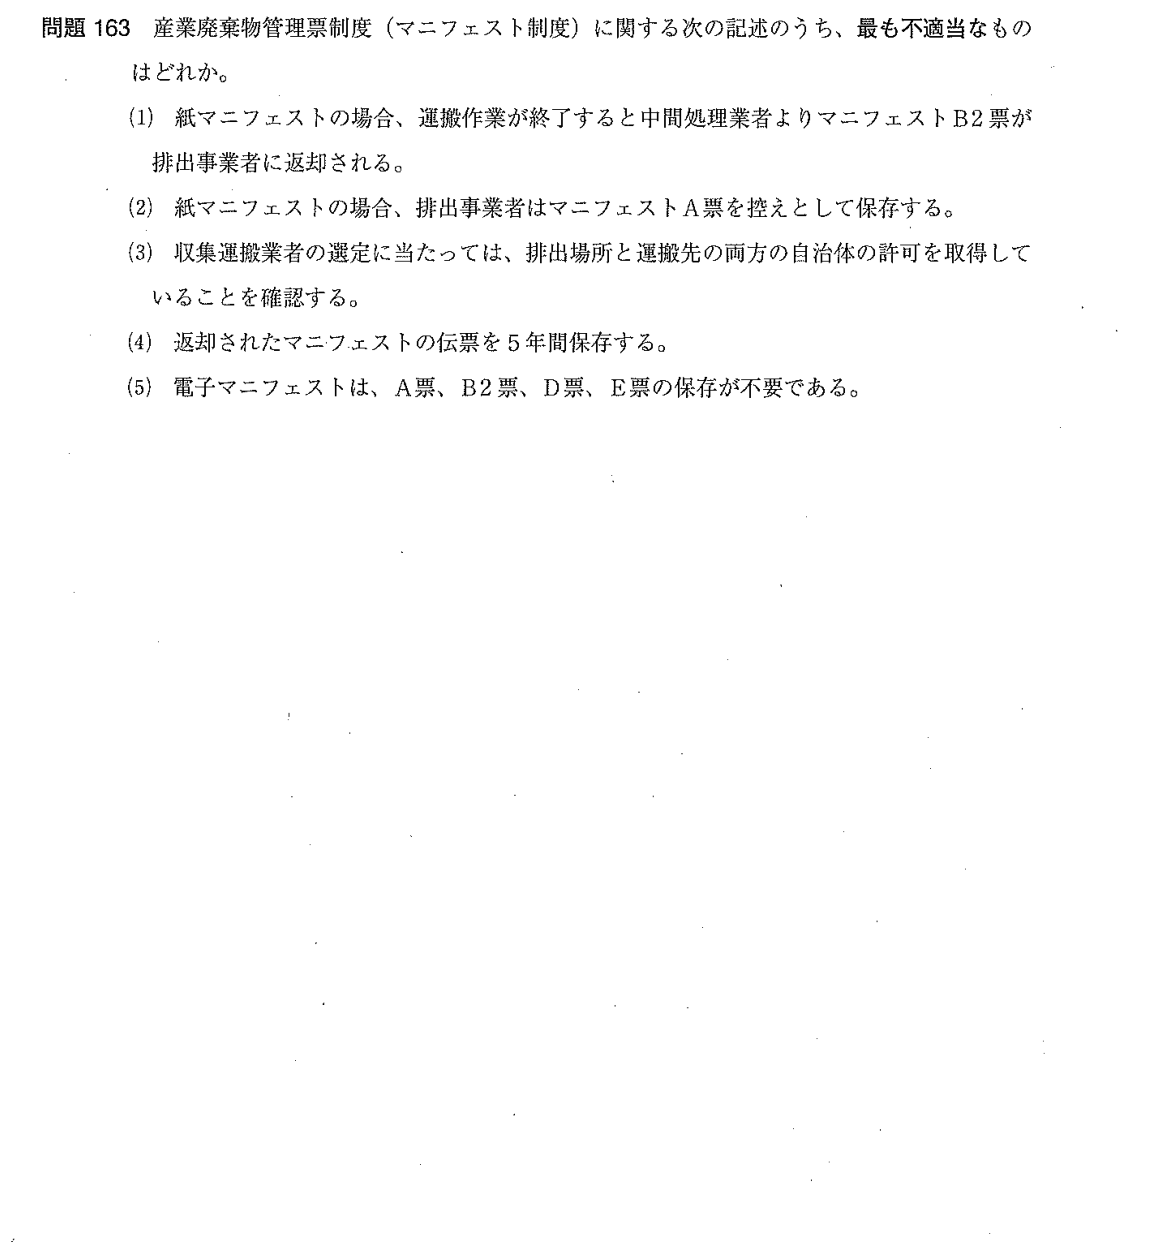 問題 163 産業廃棄物管理票制度（マニフェスト制度）に関する次の記述のうち、最も不適当なもの
はどれか。
(1) 紙マニフェストの場合、運搬作業が終了すると中間処理業者よりマニフェストB2票が
排出事業者に返却される。
(2) 紙マニフェストの場合、排出事業者はマニフェストA票を控えとして保存する。
(3) 収集運搬業者の選定に当たっては、排出場所と運搬先の両方の自治体の許可を取得して
いることを確認する。
(4) 返却されたマニフェストの伝票を5年間保存する。
(5) 電子マニフェストは、A票、B2票、D票、E票の保存が不要である。